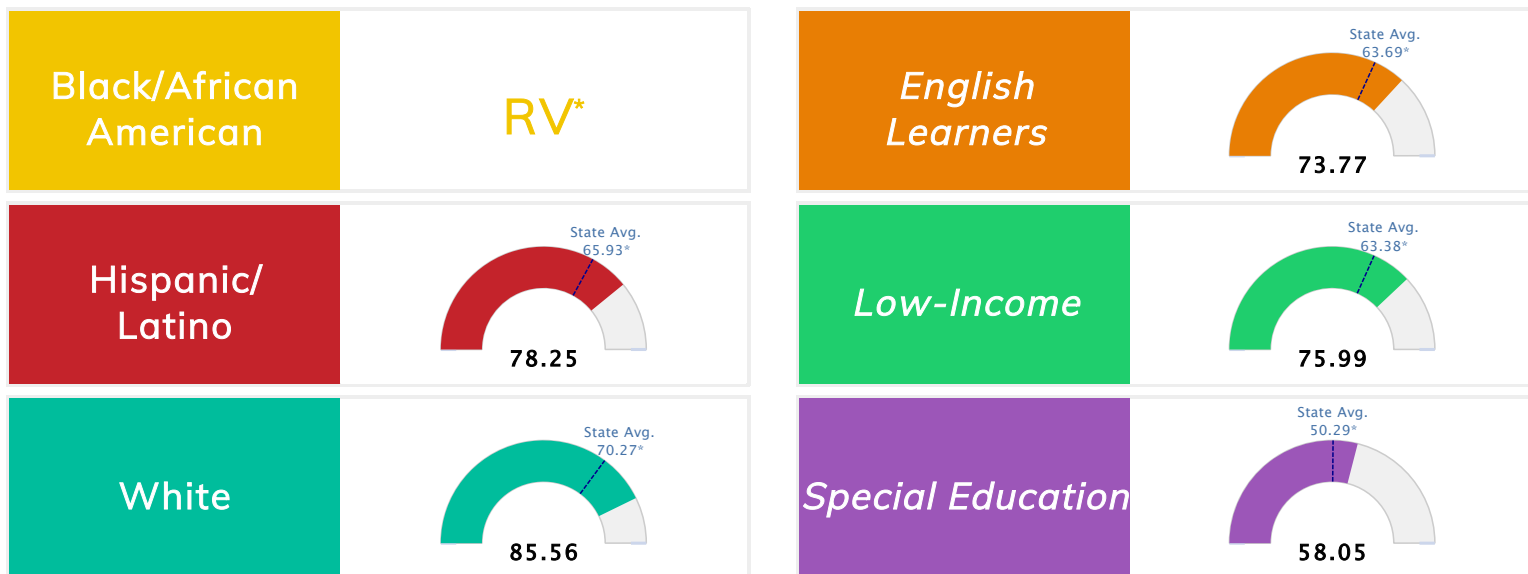 Black/African
American
RV*
State Avg.
63.69*
English
Learners
73.77
Hispanic/
Latino
State Avg.
65.93*
78.25
Low-Income
State Avg.
63.38*
75.99
White
State Avg.
70.27*
85.56
Special Education
State Avg.
50.29*
58.05